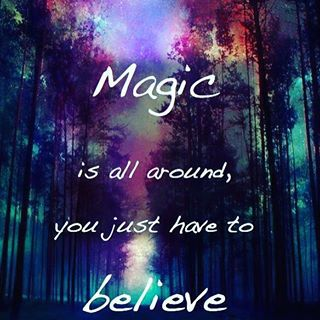 Magic
is all around,
you just have to
believe